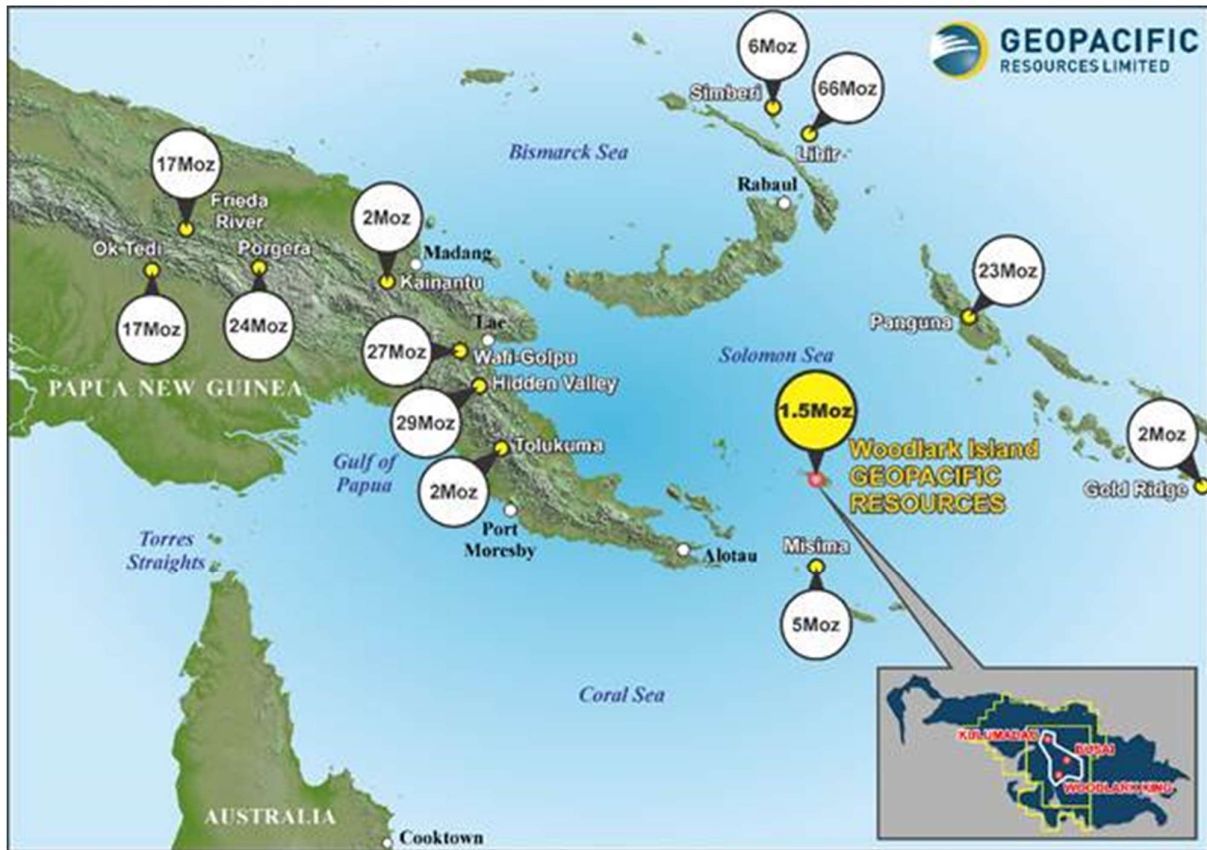 GEOPACIFIC
RESOURCES LIMITED
6Moz
Simberi
66Moz
Lihir
Bismarck Sea
Rabaul
17Moz
Frieda
River
2Moz
Madang
Ok Tedi
Porgera
Kainantu
17Moz
24Moz
23Moz
Panguna
Lae
27Moz
Wafi-Golpu
Hidden Valley
29Moz
Solomon Sea
PAPUA NEW GUINEA
1.5Moz
Woodlark Island
GEOPACIFIC
RESOURCES
2Moz
Gold Ridge
Tolukuma
Gulf of
Papua
2Moz
Port
Moresby
Torres
Straights
Alotau
Misima
5Moz
Coral Sea
KULUMADAU
BUSAI
WOODLARK KING
AUSTRALIA
Cooktown